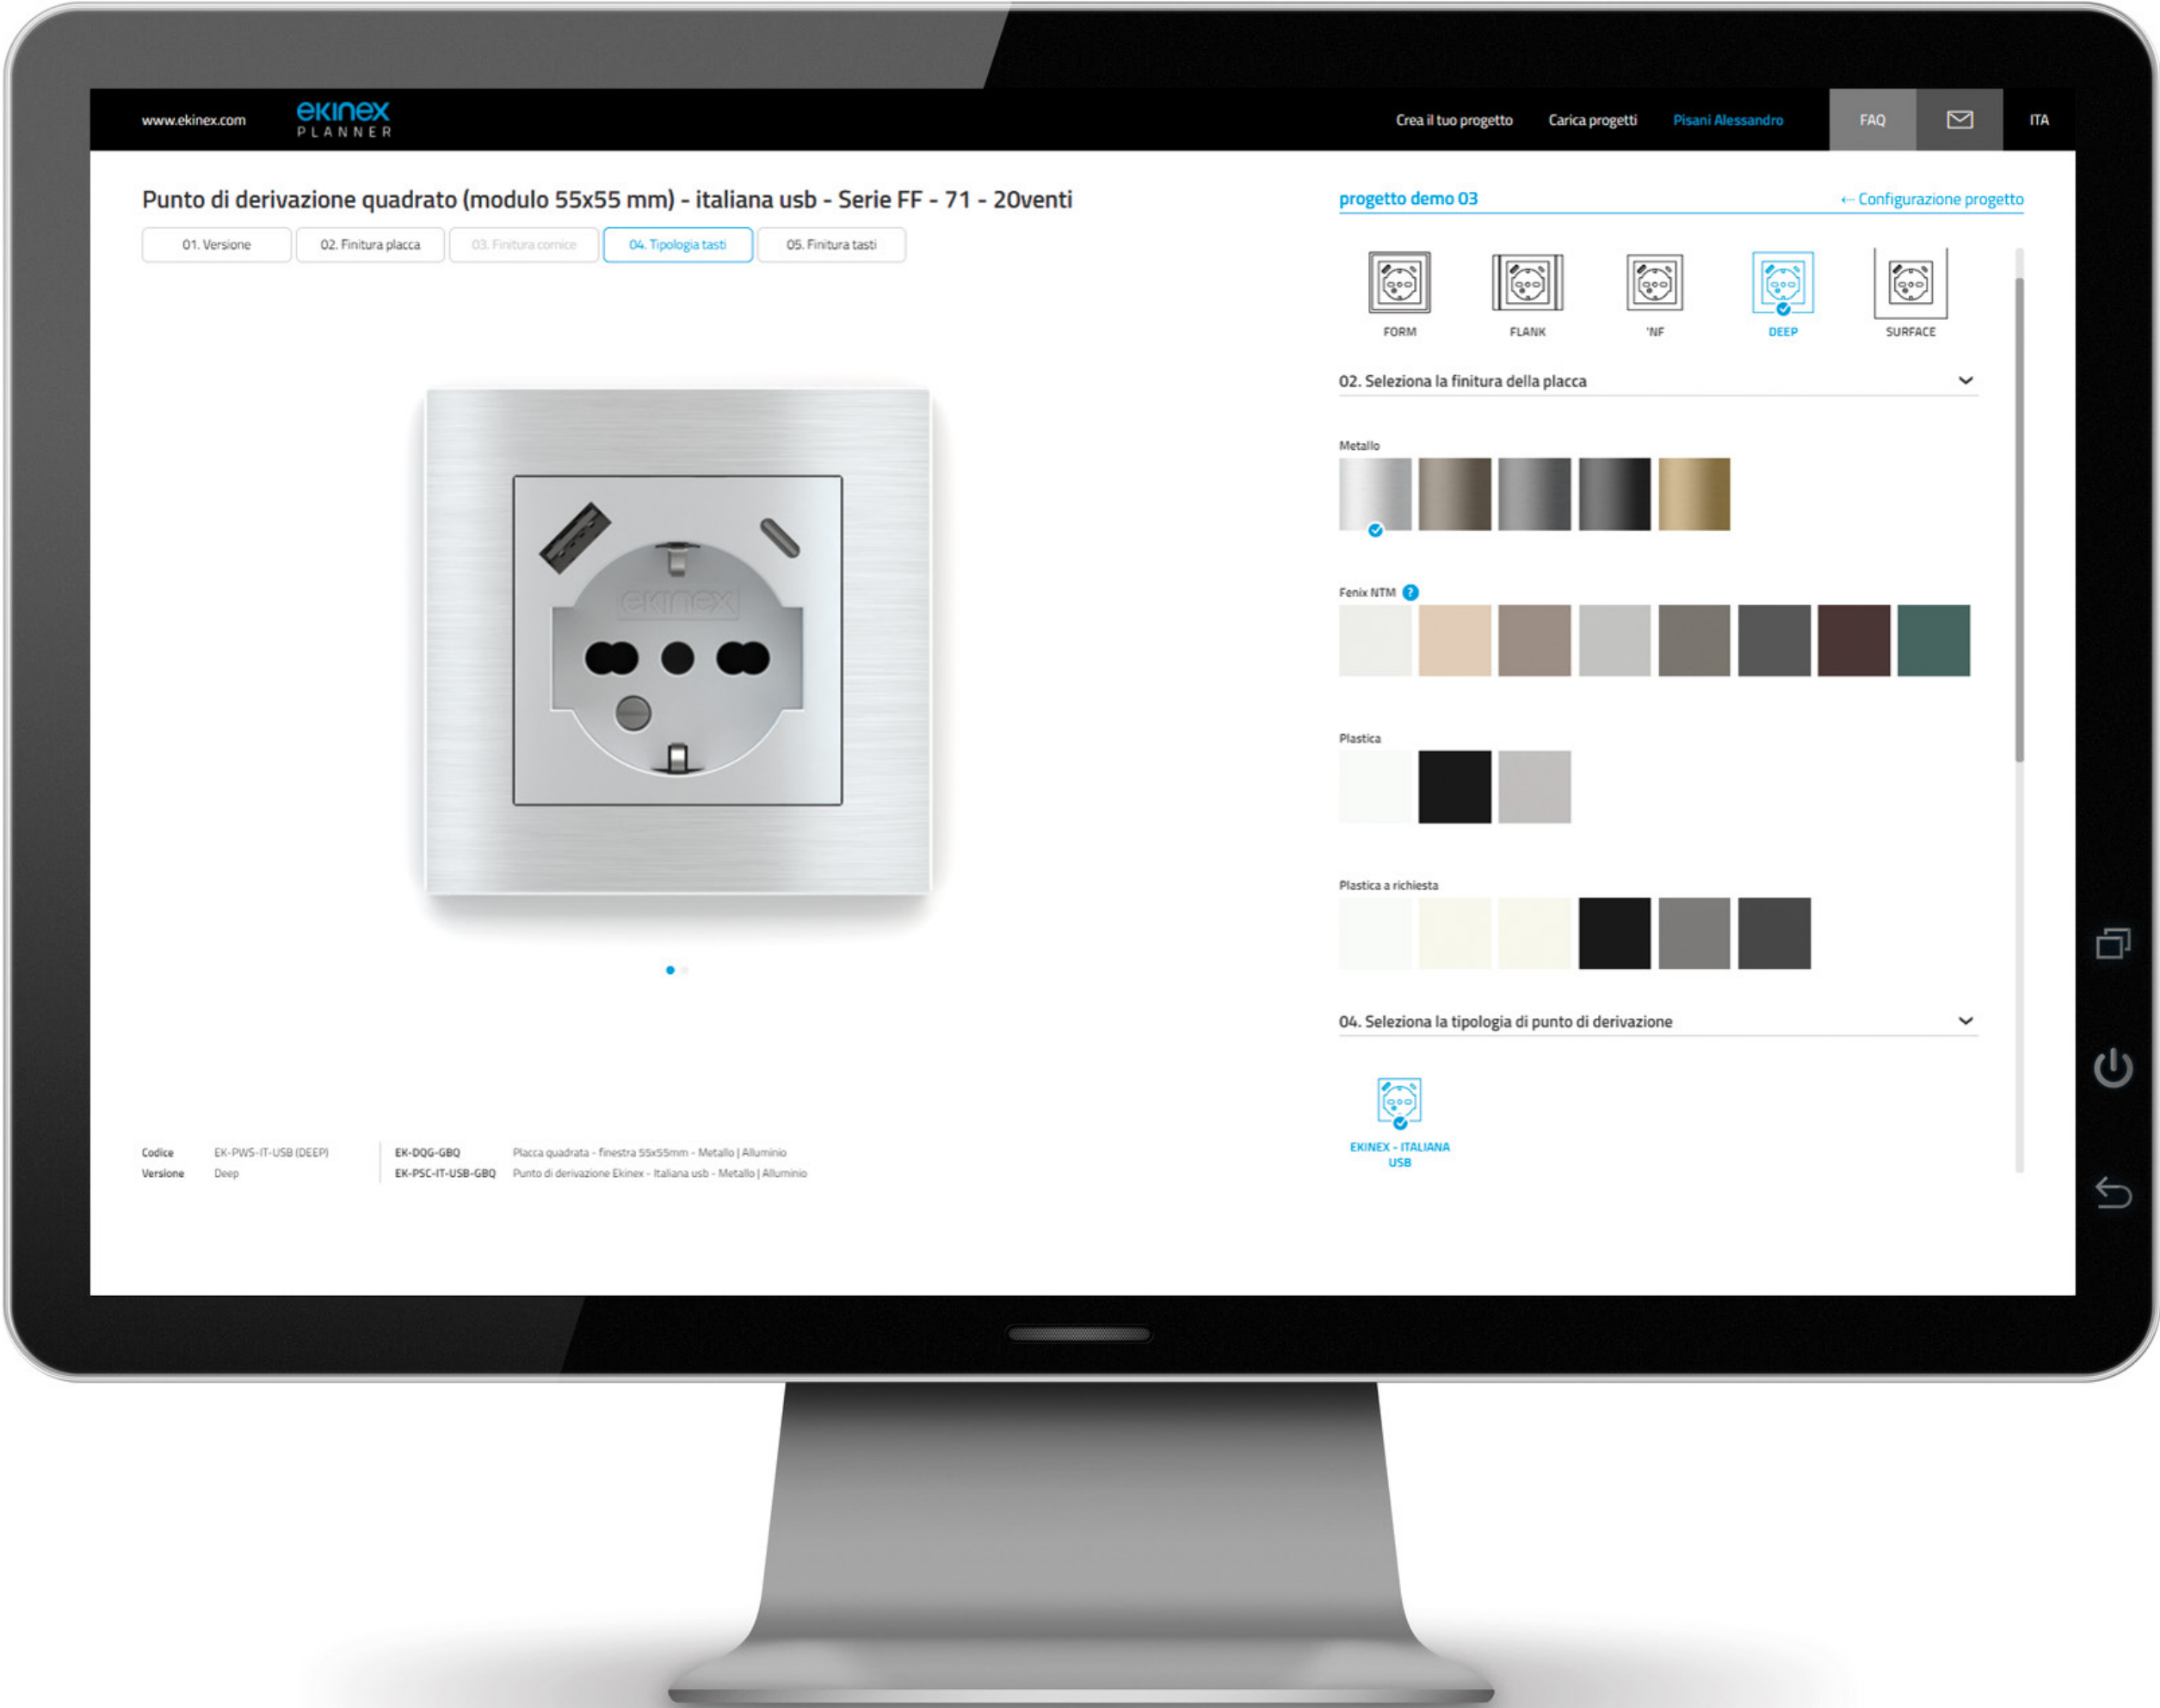 www.ekinex.com
ekinex
PLANNER
Crea il tuo progetto
Carica progetti
Pisani Alessandro
FAQ
ITA
Punto di derivazione quadrato (modulo 55x55 mm) - italiana usb - Serie FF - 71 - 20venti
01. Versione
02. Finitura placca
03. Finitura cornice
04. Tipologia tasti
05. Finitura tasti
ekinex
Codice EK-PWS-IT-USB (DEEP)
Versione Deep
EK-DQG-GBQ Placca quadrata - finestra 55x55mm - Metallo | Alluminio
EK-PSC-IT-USB-GBQ Punto di derivazione Ekinex - Italiana usb - Metallo | Alluminio
progetto demo 03
← Configurazione progetto
FORM
FLANK
'NF
DEEP
SURFACE
02. Seleziona la finitura della placca
Metallo
Fenix NTM ?
Plastica
Plastica a richiesta
04. Seleziona la tipologia di punto di derivazione
EKINEX - ITALIANA
USB